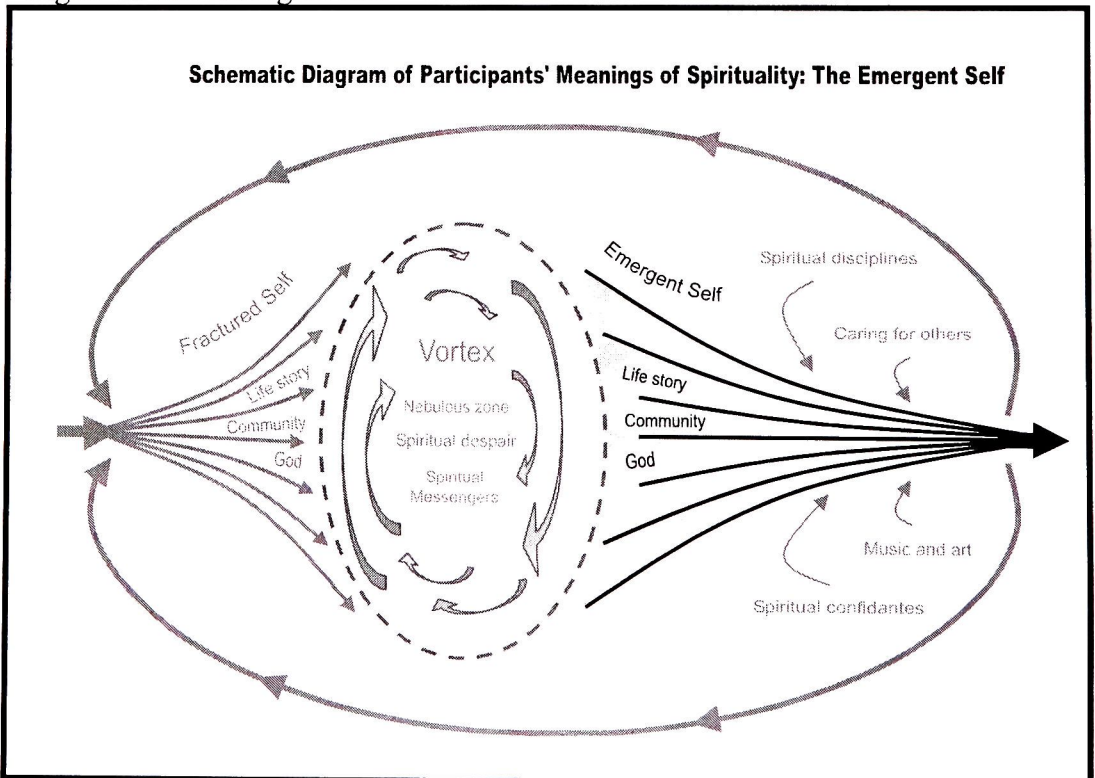 Schematic Diagram of Participants' Meanings of Spirituality: The Emergent Self
Fractured Self
Life story
Community
God
Vortex
Nebulous zone
Spiritual despair
Spiritual
Messengers
Emergent Self
Life story
Community
God
Spiritual disciplines
Caring for others
Music and art
Spiritual confidantes